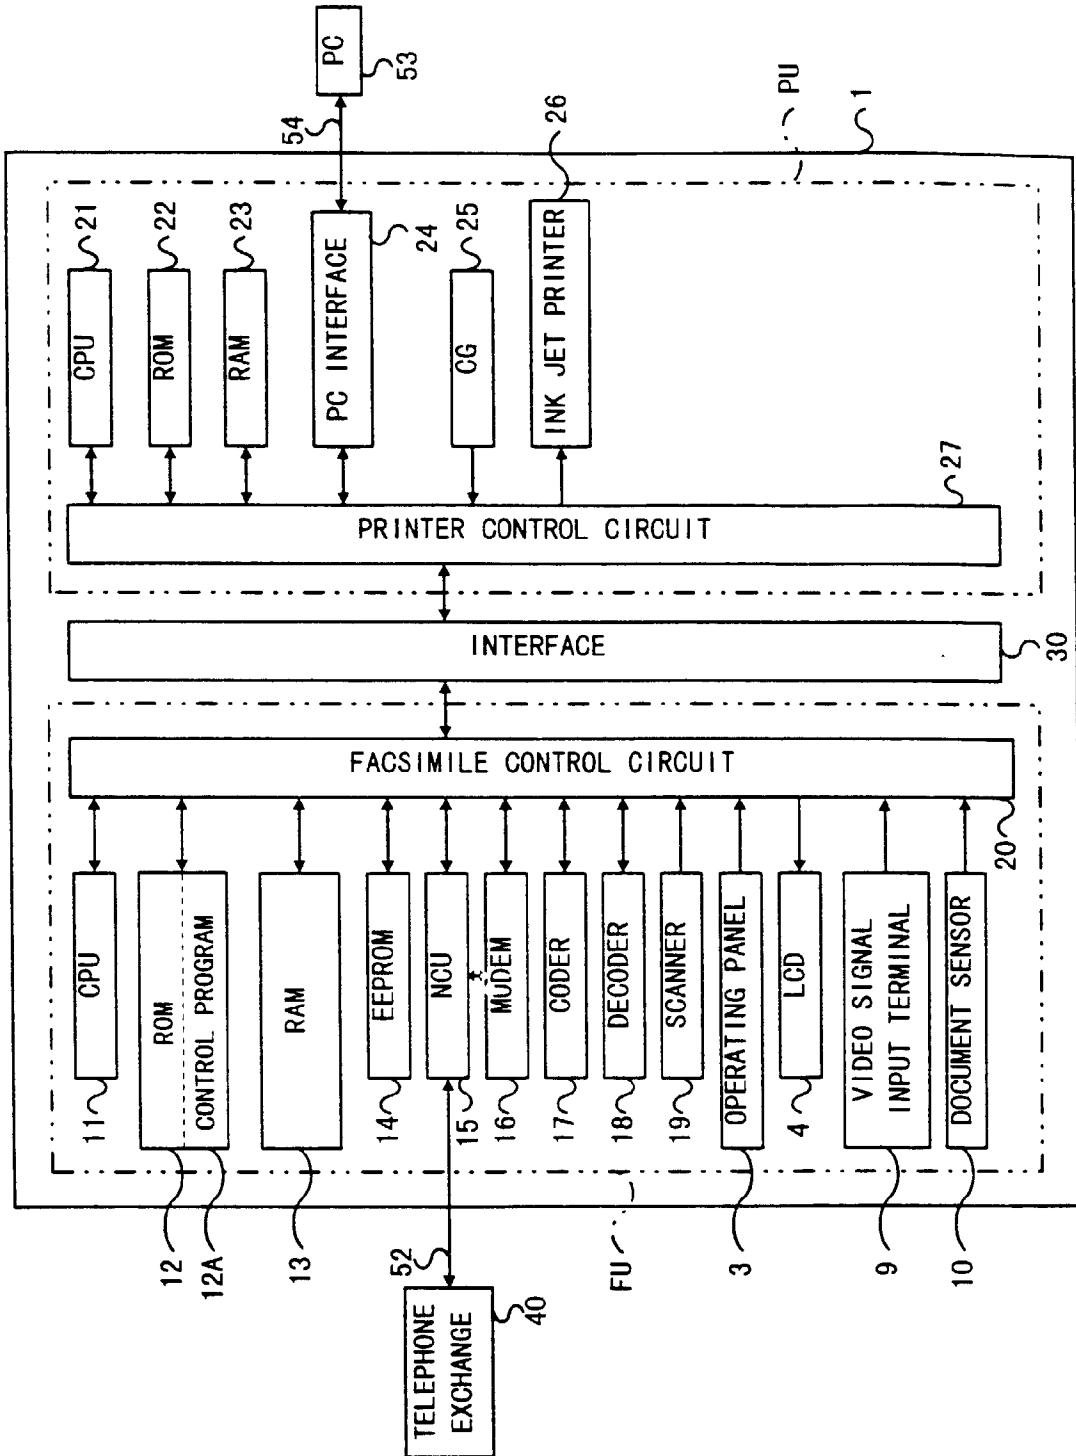 TELEPHONE
EXCHANGE
40
52
12
12A
13
FU
3
9
10
11
CPU
ROM
CONTROL PROGRAM
RAM
14
EEPROM
15
NCU
16
MODEM
17
CODER
18
DECODER
19
SCANNER
OPERATING PANEL
4
LCD
VIDEO SIGNAL
INPUT TERMINAL
DOCUMENT SENSOR
FACSIMILE CONTROL CIRCUIT
20
INTERFACE
30
PRINTER CONTROL CIRCUIT
27
CPU
21
ROM
22
RAM
23
PC INTERFACE
24
CG
25
INK JET PRINTER
26
54
PC
53
PU
1